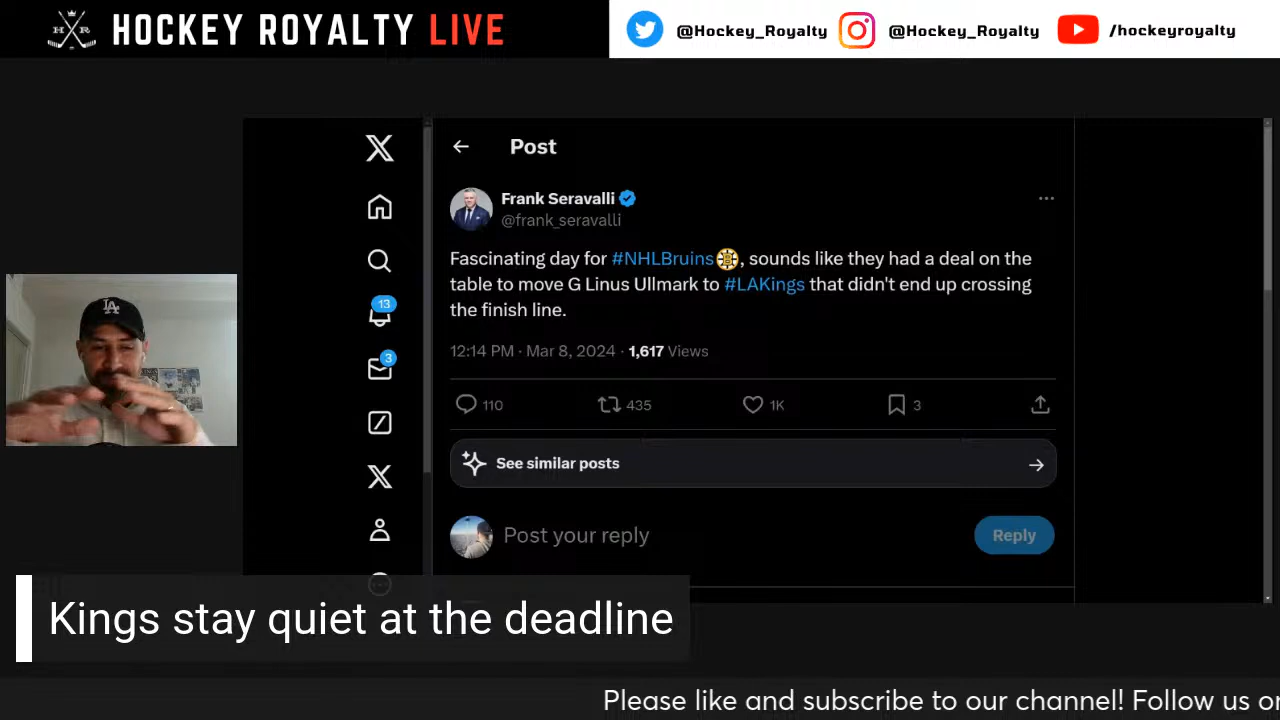 HOCKEY ROYALTY LIVE
@Hockey_Royalty
@Hockey_Royalty
/hockeyroyalty
Post
Frank Seravalli
@frank_seravalli
Fascinating day for #NHLBruins, sounds like they had a deal on the
table to move G Linus Ullmark to #LAKings that didn't end up crossing
the finish line.
12:14 PM · Mar 8, 2024 · 1,617 Views
110 435 1K 3
See similar posts
Post your reply
Reply
13
3
LA
Kings stay quiet at the deadline
Please like and subscribe to our channel! Follow us on